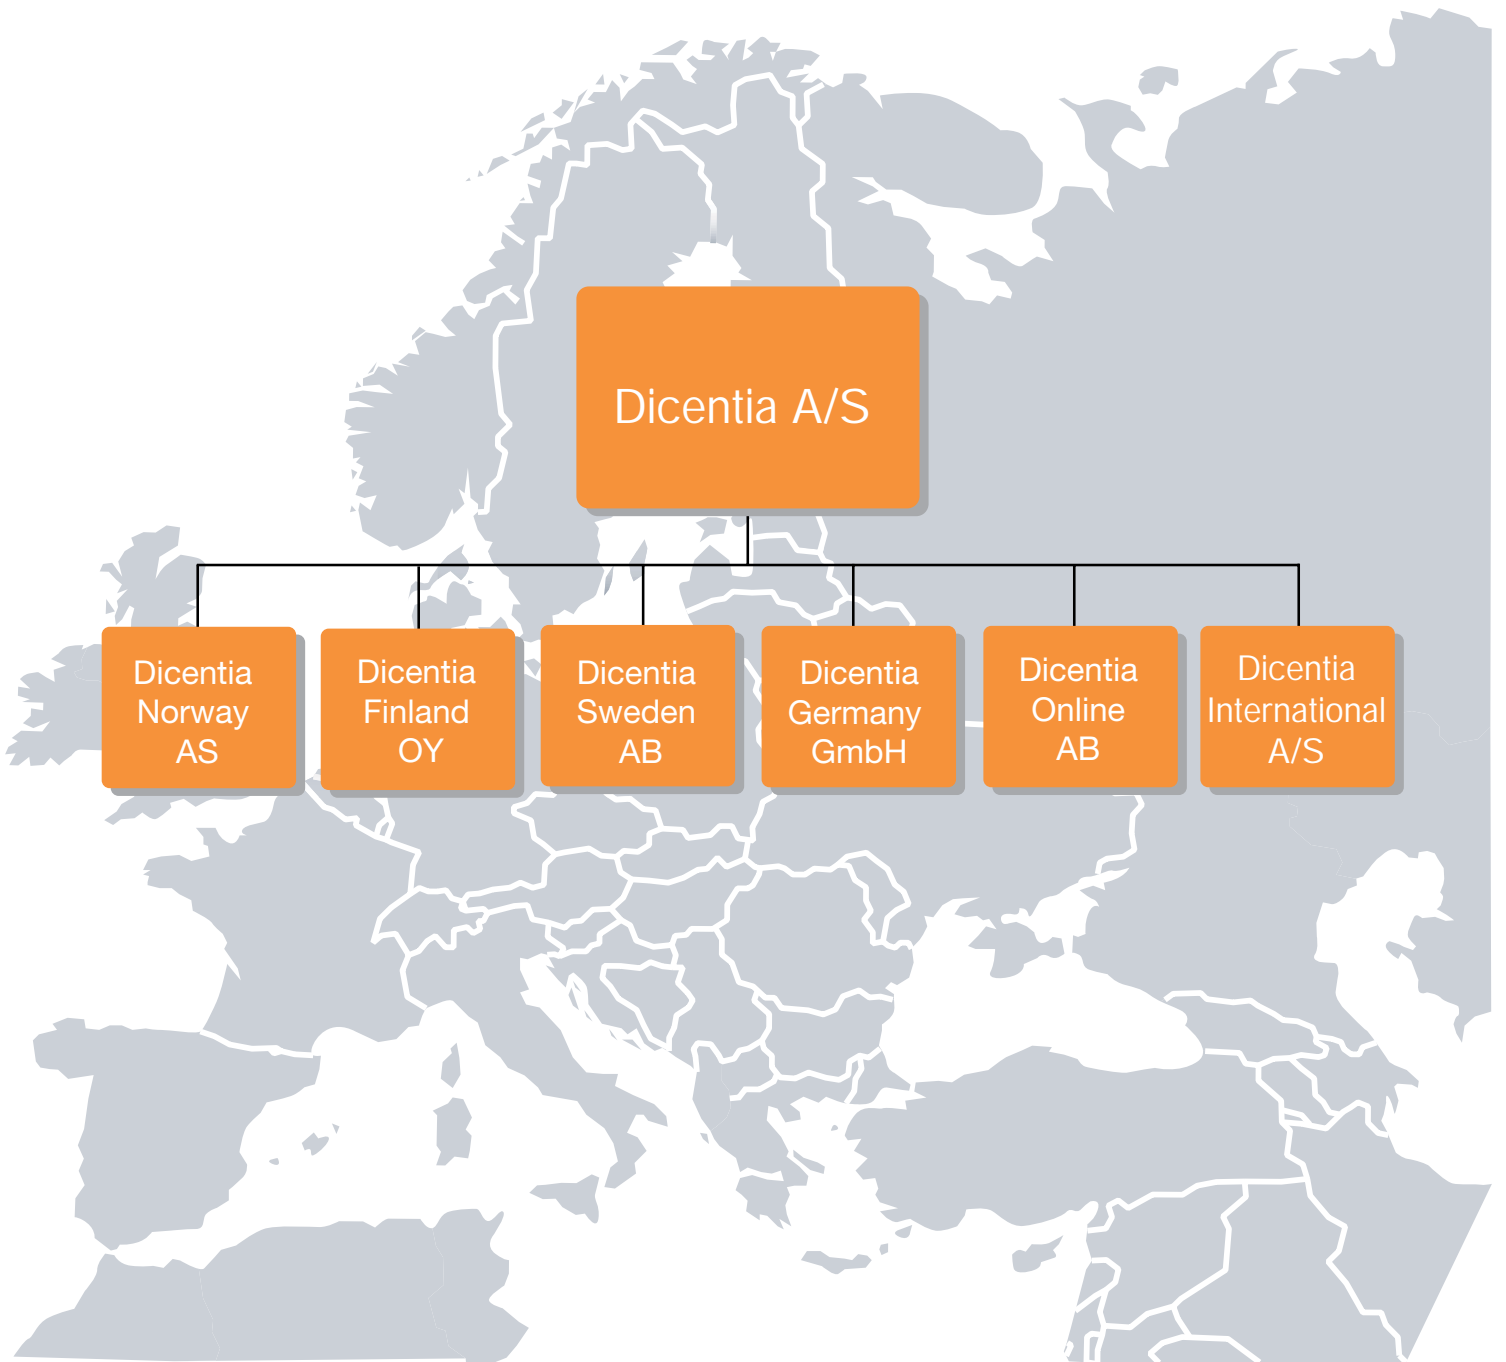 Dicentia A/S
Dicentia
Norway
AS
Dicentia
Finland
OY
Dicentia
Sweden
AB
Dicentia
Germany
GmbH
Dicentia
Online
AB
Dicentia
International
A/S